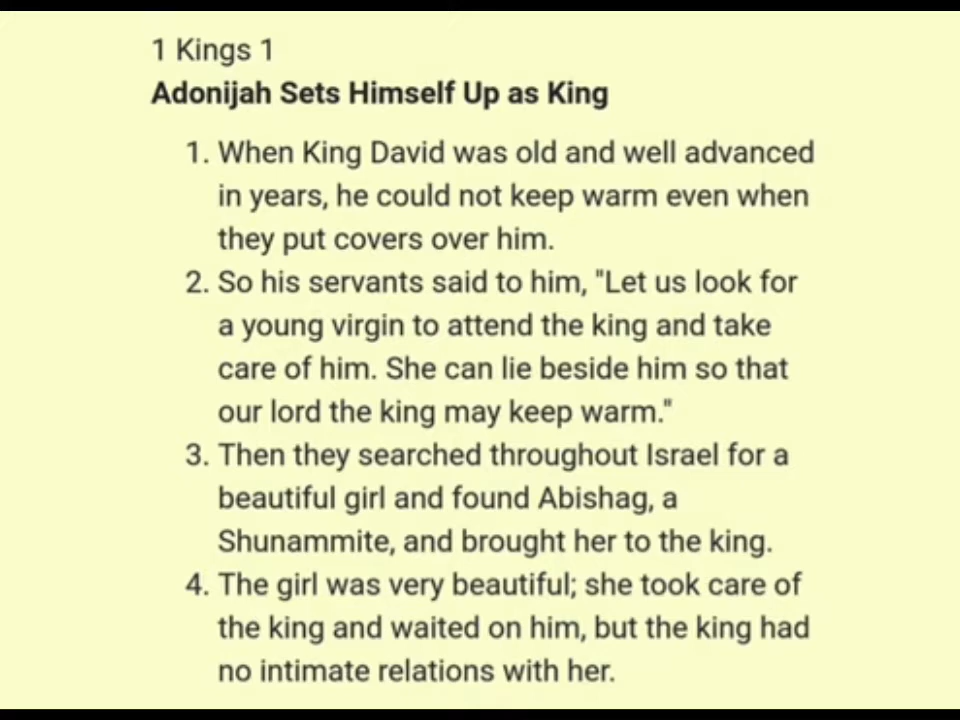 1 Kings 1
Adonijah Sets Himself Up as King
1. When King David was old and well advanced
in years, he could not keep warm even when
they put covers over him.
2. So his servants said to him, "Let us look for
a young virgin to attend the king and take
care of him. She can lie beside him so that
our lord the king may keep warm."
3. Then they searched throughout Israel for a
beautiful girl and found Abishag, a
Shunammite, and brought her to the king.
4. The girl was very beautiful; she took care of
the king and waited on him, but the king had
no intimate relations with her.